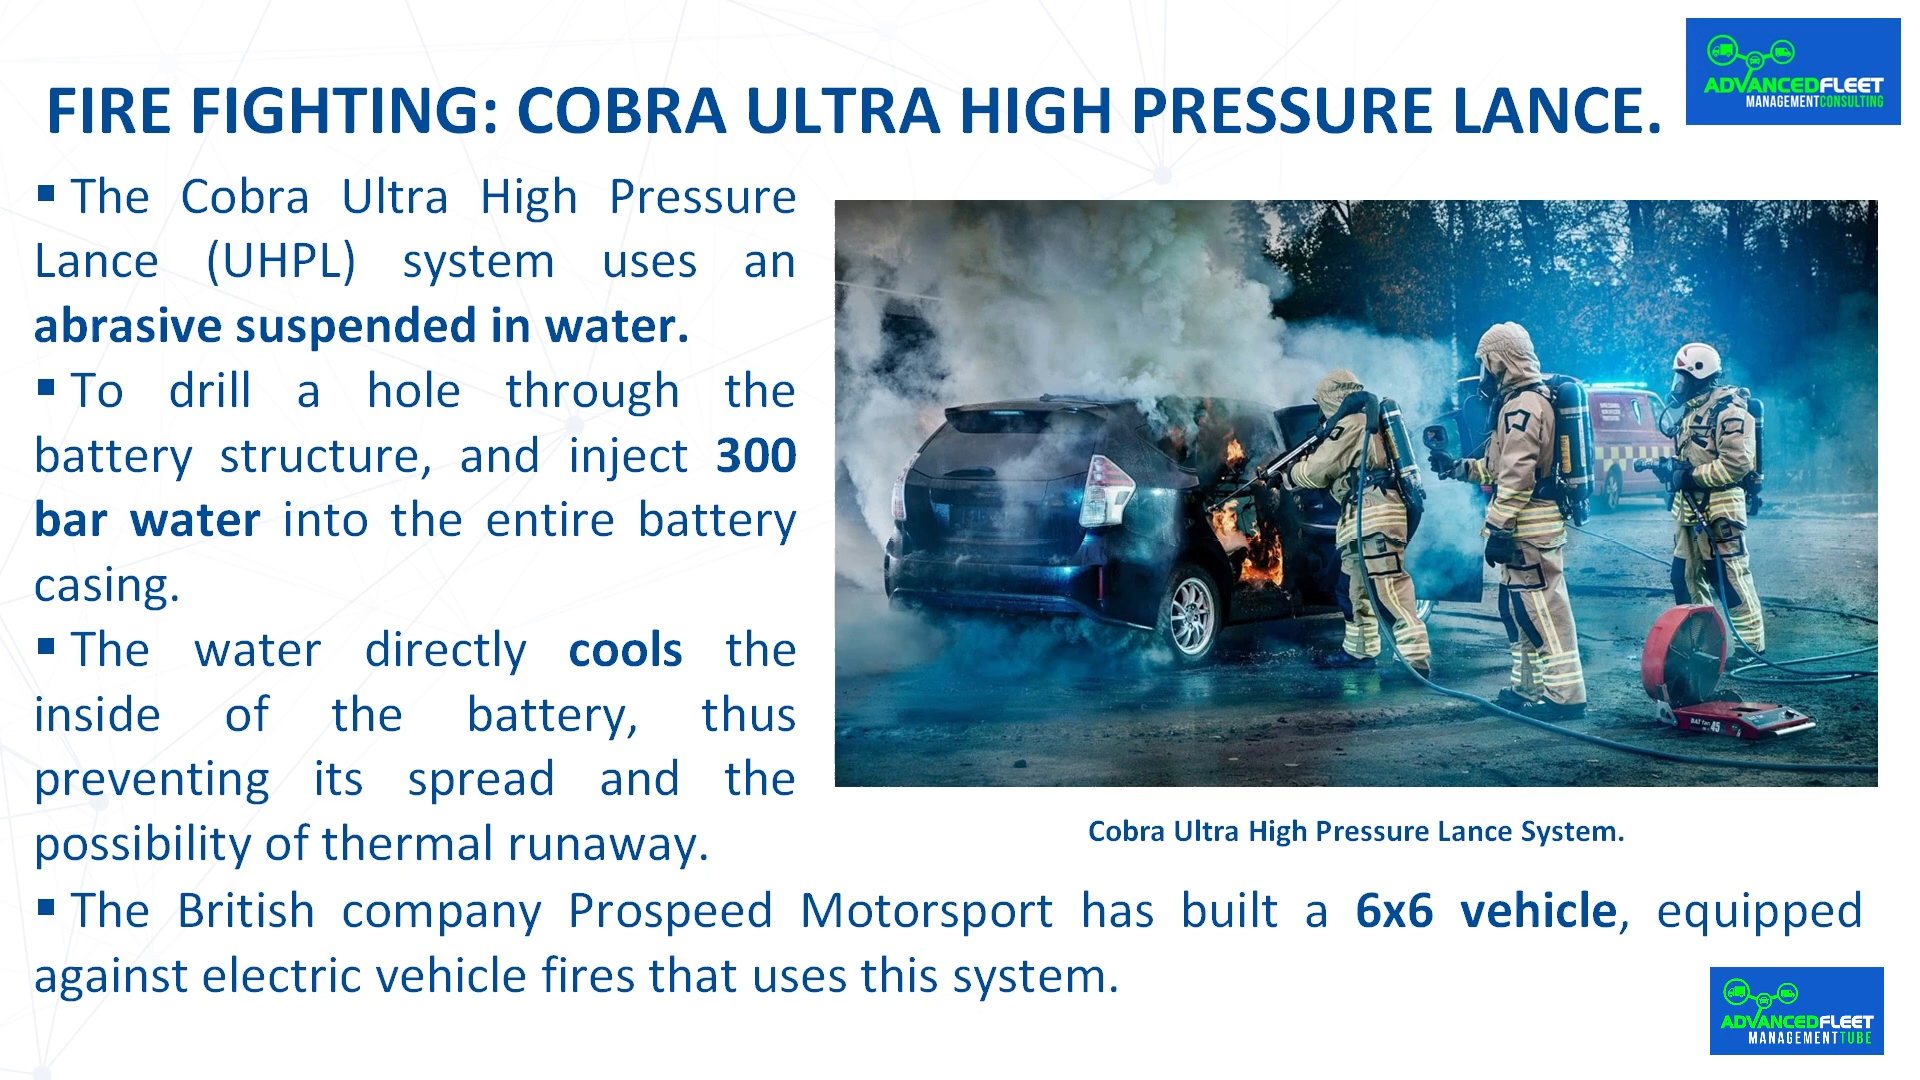 FIRE FIGHTING: COBRA ULTRA HIGH PRESSURE LANCE.
ADVANCEDFLEET
MANAGEMENTCONSULTING
▪ The Cobra Ultra High Pressure
Lance (UHPL) system uses an
abrasive suspended in water.
▪ To drill a hole through the
battery structure, and inject 300
bar water into the entire battery
casing.
▪ The water directly cools the
inside of the battery, thus
preventing its spread and the
possibility of thermal runaway.
45
Cobra Ultra High Pressure Lance System.
▪ The British company Prospeed Motorsport has built a 6x6 vehicle, equipped
against electric vehicle fires that uses this system.
ADVANCEDFLEET
MANAGEMENTTUBE